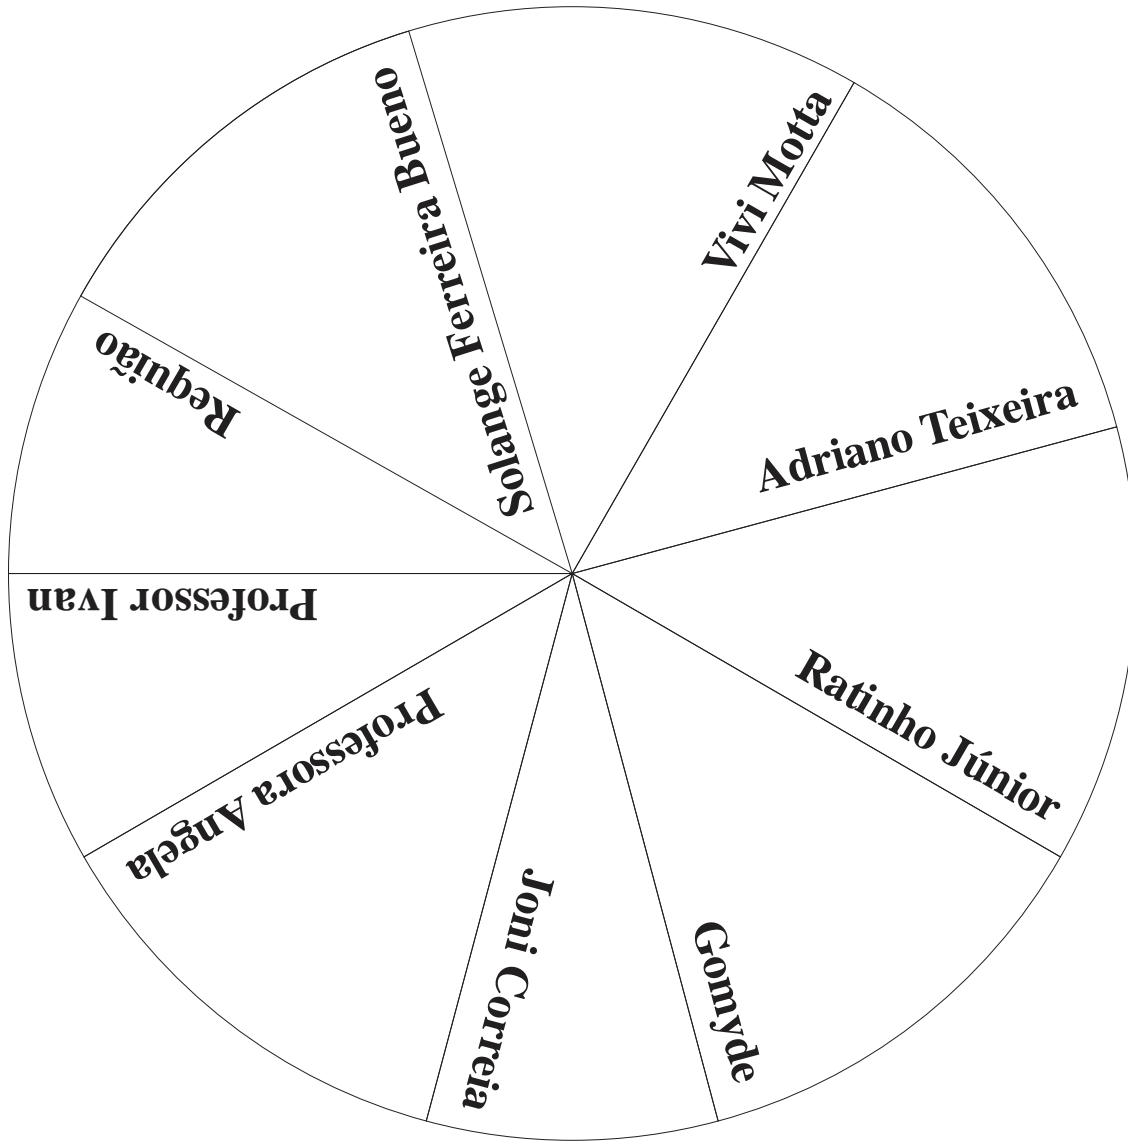 Solange Ferreira Bueno
Vivi Motta
Adriano Teixeira
Ratinho Júnior
Gomyde
Joni Correia
Professora Angela
Professor Ivan
Requião